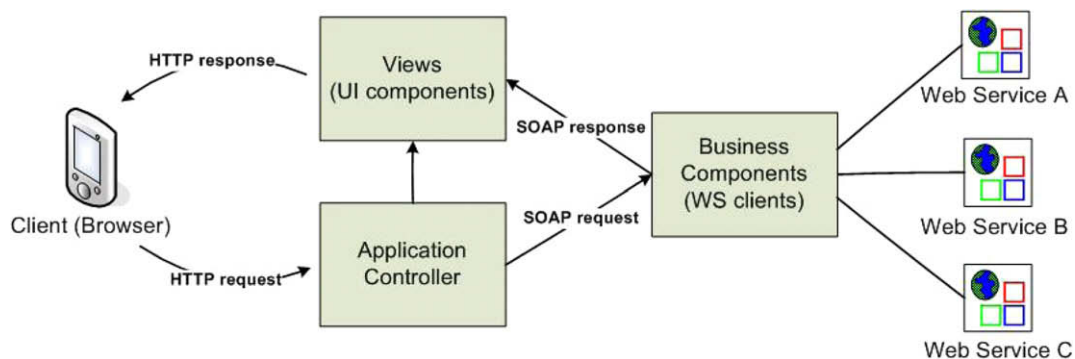 HTTP response
Views
(UI components)
Client (Browser)
HTTP request
Application
Controller
SOAP response
SOAP request
Business
Components
(WS clients)
Web Service A
Web Service B
Web Service C